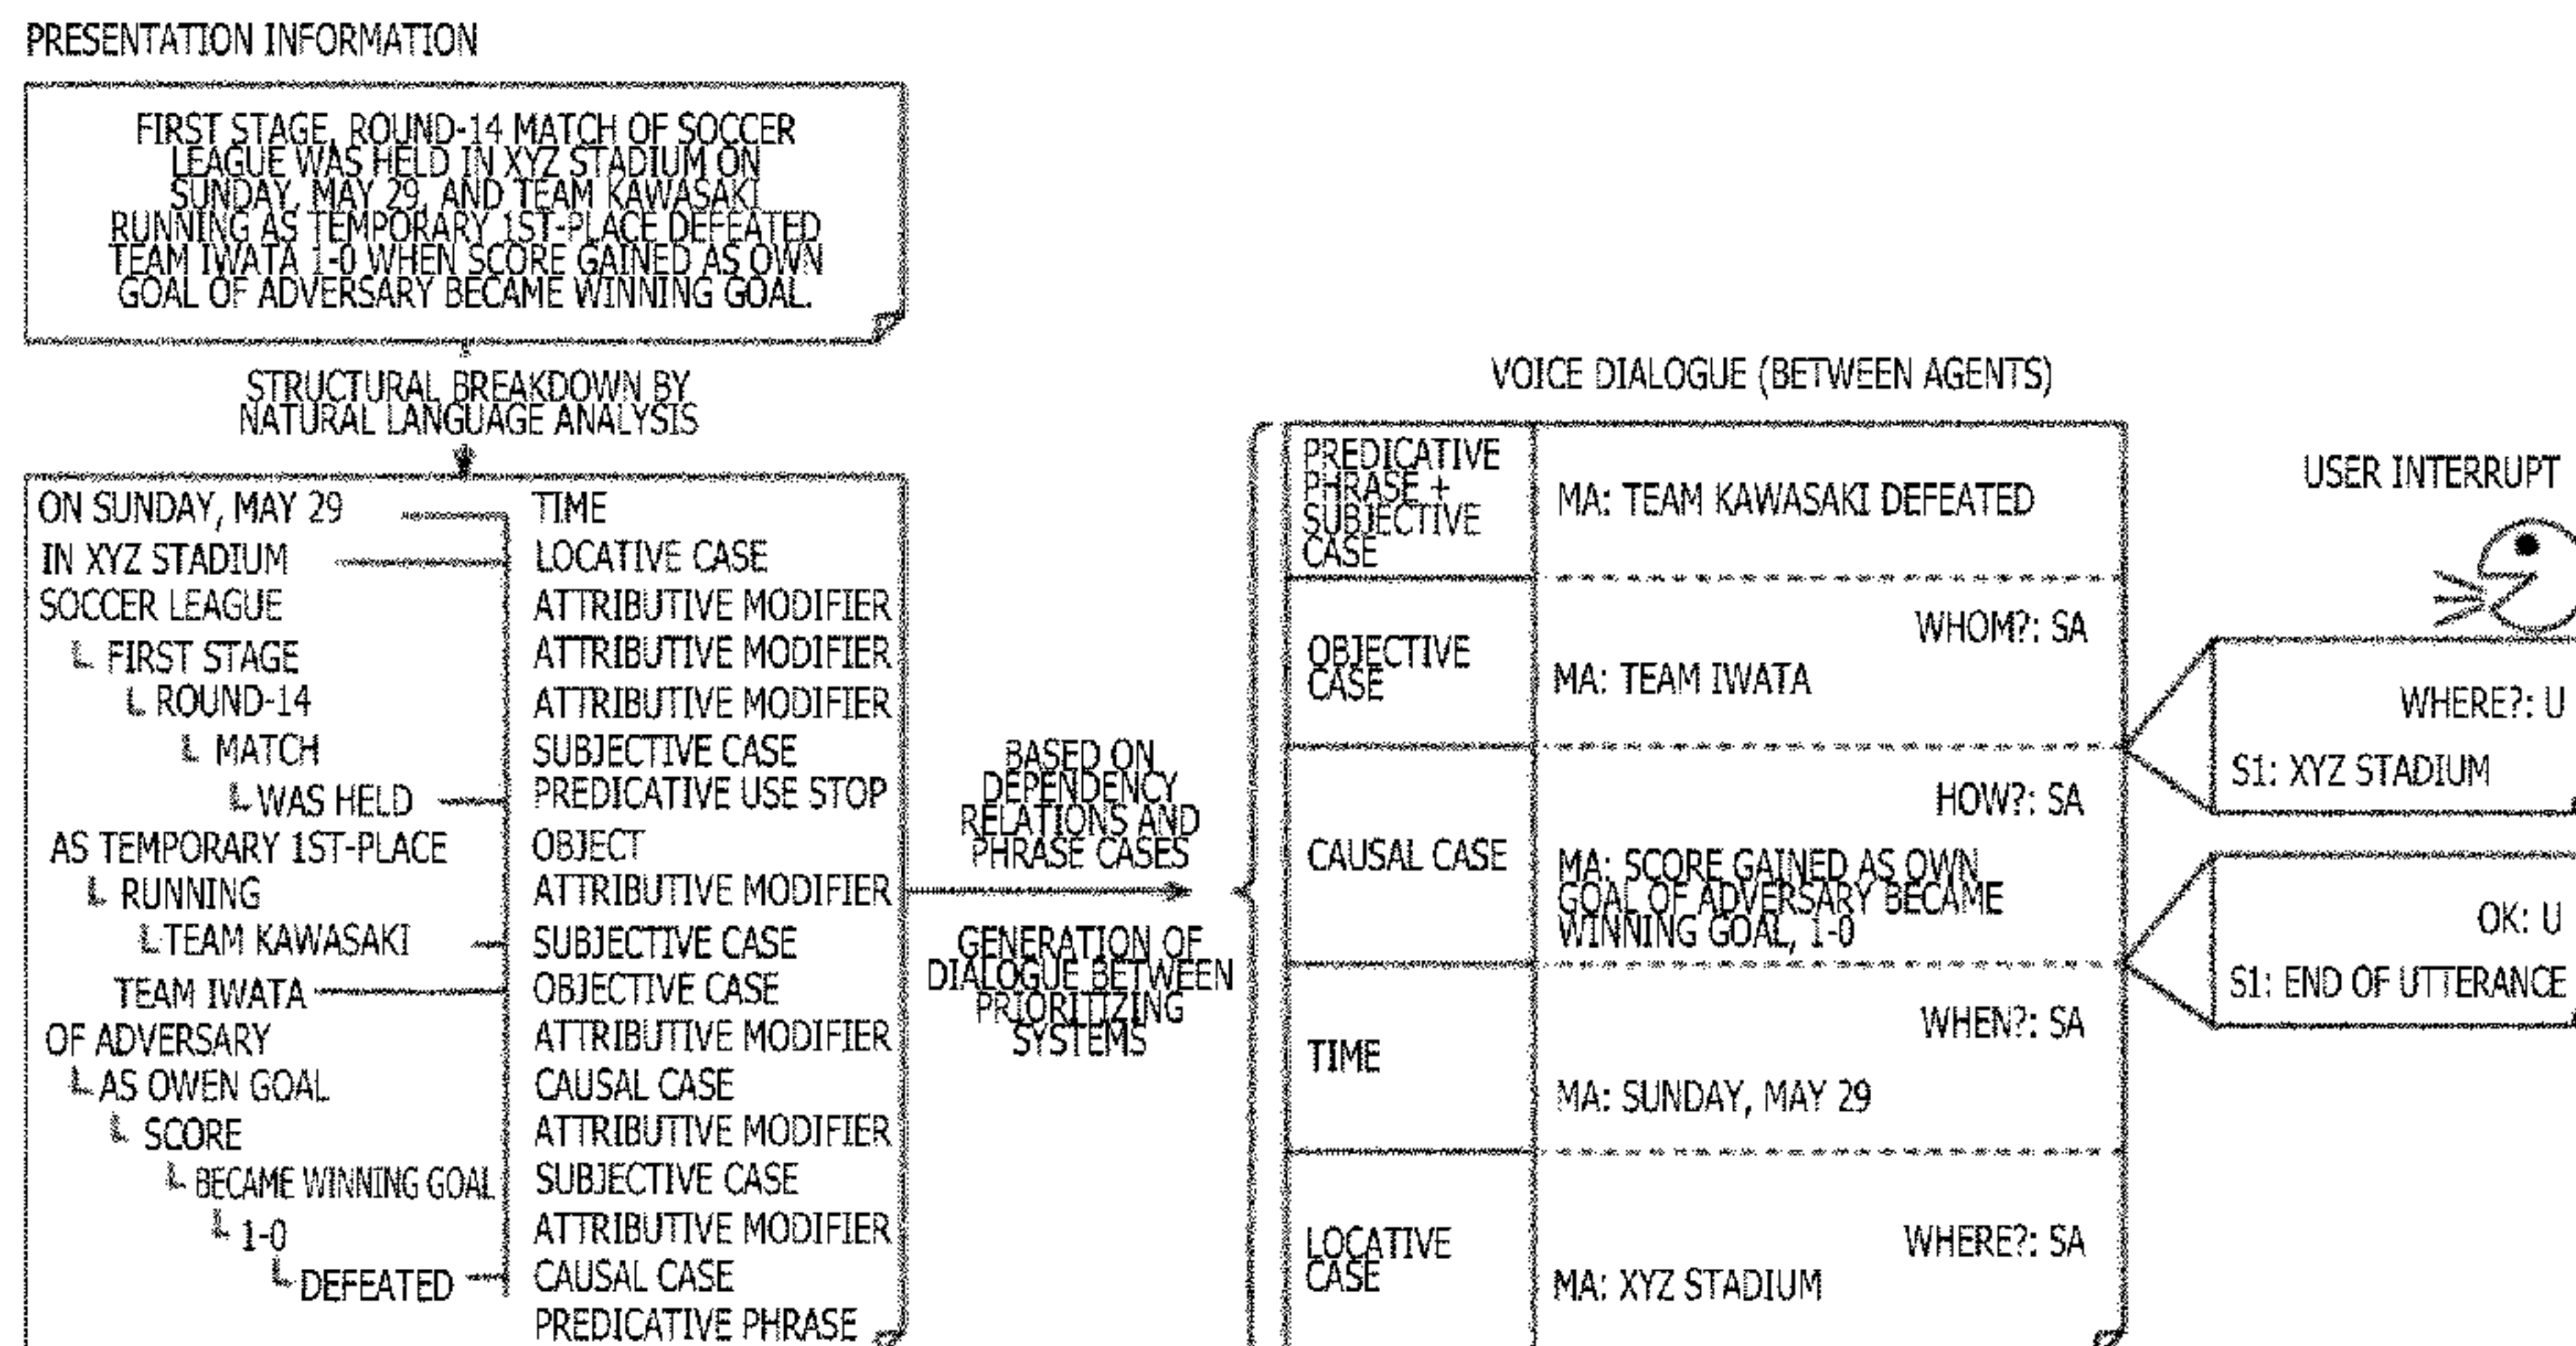 PRESENTATION INFORMATION
FIRST STAGE, ROUND-14 MATCH OF SOCCER
LEAGUE WAS HELD IN XYZ STADIUM ON
SUNDAY, MAY 29, AND TEAM KAWASAKI
RUNNING AS TEMPORARY 1ST-PLACE DEFEATED
TEAM IWATA 1-0 WHEN SCORE GAINED AS OWN
GOAL OF ADVERSARY BECAME WINNING GOAL.
STRUCTURAL BREAKDOWN BY
NATURAL LANGUAGE ANALYSIS
ON SUNDAY, MAY 29 TIME
IN XYZ STADIUM LOCATIVE CASE
SOCCER LEAGUE ATTRIBUTIVE MODIFIER
FIRST STAGE ATTRIBUTIVE MODIFIER
ROUND-14 ATTRIBUTIVE MODIFIER
MATCH SUBJECTIVE CASE
WAS HELD PREDICATIVE USE STOP
AS TEMPORARY 1ST-PLACE OBJECT
RUNNING ATTRIBUTIVE MODIFIER
TEAM KAWASAKI SUBJECTIVE CASE
TEAM IWATA OBJECTIVE CASE
OF ADVERSARY ATTRIBUTIVE MODIFIER
AS OWEN GOAL CAUSAL CASE
SCORE ATTRIBUTIVE MODIFIER
BECAME WINNING GOAL SUBJECTIVE CASE
1-0 ATTRIBUTIVE MODIFIER
DEFEATED CAUSAL CASE
PREDICATIVE PHRASE
BASED ON
DEPENDENCY
RELATIONS AND
PHRASE CASES
GENERATION OF
DIALOGUE BETWEEN
PRIORITIZING
SYSTEMS
VOICE DIALOGUE (BETWEEN AGENTS)
PREDICATIVE
PHRASE +
SUBJECTIVE
CASE
MA: TEAM KAWASAKI DEFEATED
OBJECTIVE
CASE
WHOM?: SA
MA: TEAM IWATA
CAUSAL CASE
HOW?: SA
MA: SCORE GAINED AS OWN
GOAL OF ADVERSARY BECAME
WINNING GOAL, 1-0
TIME
WHEN?: SA
MA: SUNDAY, MAY 29
LOCATIVE
CASE
WHERE?: SA
MA: XYZ STADIUM
USER INTERRUPT
WHERE?: U
S1: XYZ STADIUM
OK: U
S1: END OF UTTERANCE